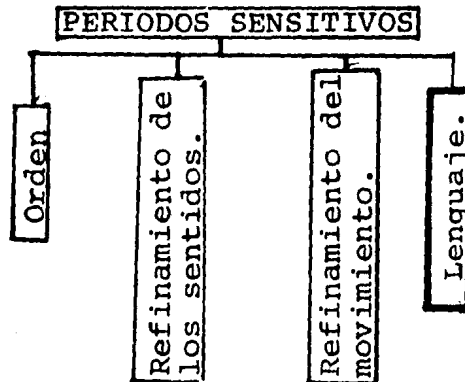 PERIODOS SENSITIVOS
Orden
Refinamiento de
los sentidos.
Refinamiento del
movimiento.
Lenguaje.